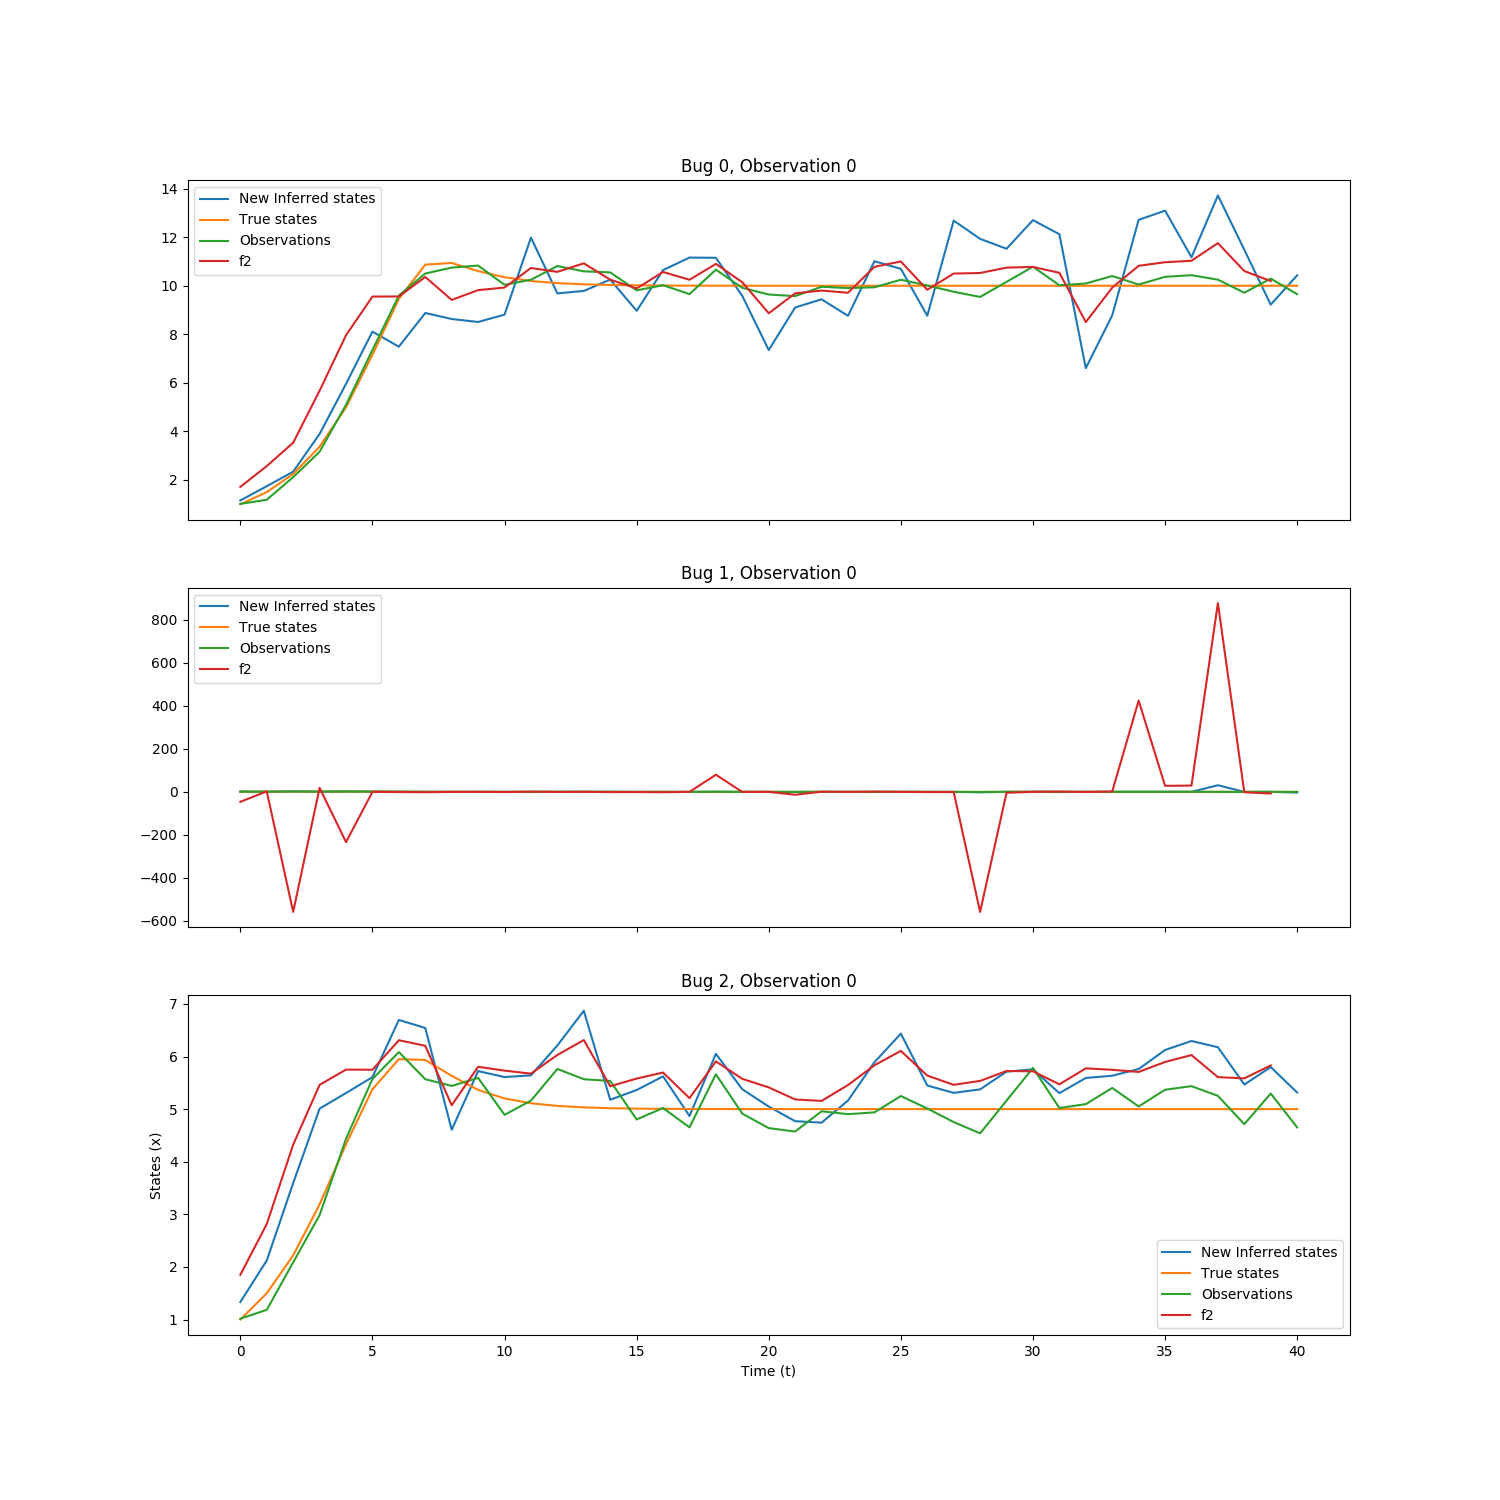 Bug 0, Observation 0
14
12
10
8
6
4
2
New Inferred states
True states
Observations
f2
Bug 1, Observation 0
800
600
400
200
0
−200
−400
−600
New Inferred states
True states
Observations
f2
Bug 2, Observation 0
7
6
5
4
3
2
1
States (x)
New Inferred states
True states
Observations
f2
0 5 10 15 20 25 30 35 40
Time (t)